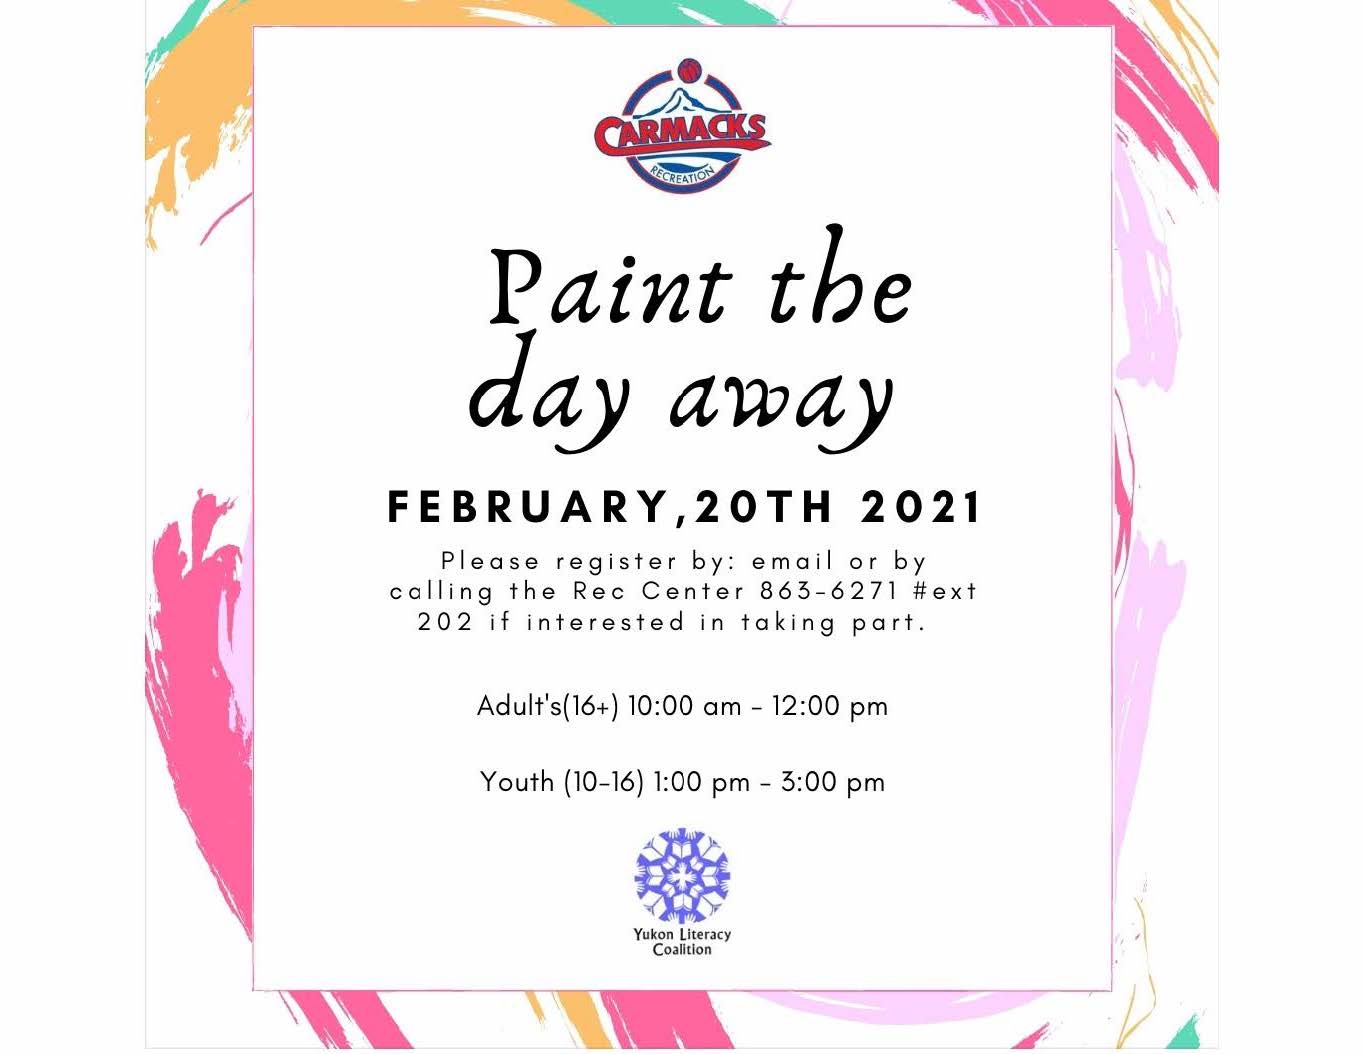 CARMACKS
RECREATION
Paint the
day away
FEBRUARY,20TH 2021
Please register by: email or by
calling the Rec Center 863-6271 #ext
202 if interested in taking part.
Adult's(16+) 10:00 am - 12:00 pm
Youth (10-16) 1:00 pm - 3:00 pm
Yukon Literacy
Coalition